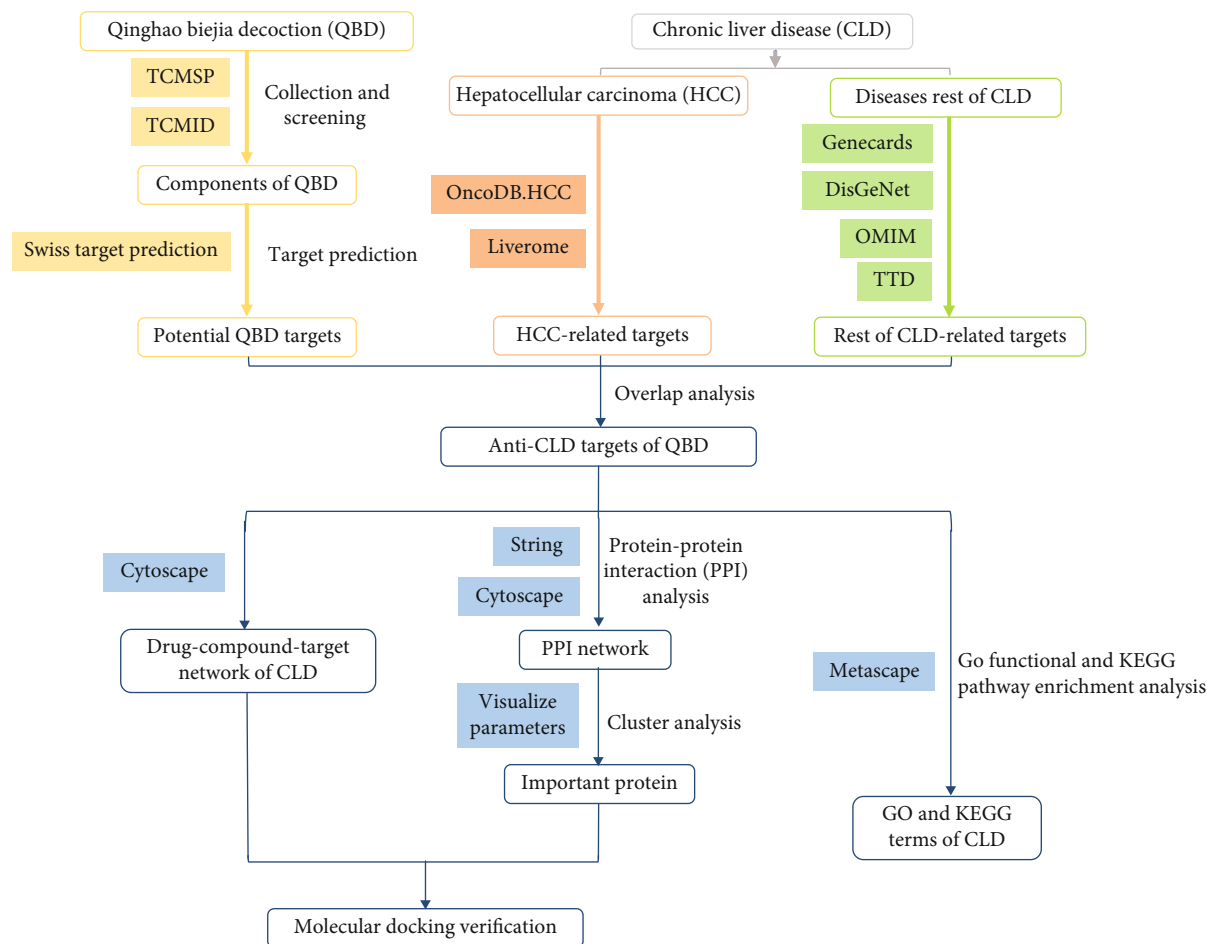 Qinghao biejia decoction (QBD)
Chronic liver disease (CLD)
TCMSP
TCMID
Collection and
screening
Hepatocellular carcinoma (HCC)
Diseases rest of CLD
Genecards
DisGeNet
OMIM
TTD
Components of QBD
OncoDB.HCC
Liverome
Swiss target prediction
Target prediction
Potential QBD targets
HCC-related targets
Rest of CLD-related targets
Overlap analysis
Anti-CLD targets of QBD
Cytoscape
String
Cytoscape
Protein-protein
interaction (PPI)
analysis
Drug-compound-target
network of CLD
PPI network
Metascape
Go functional and KEGG
pathway enrichment analysis
Visualize
parameters
Cluster analysis
Important protein
GO and KEGG
terms of CLD
Molecular docking verification